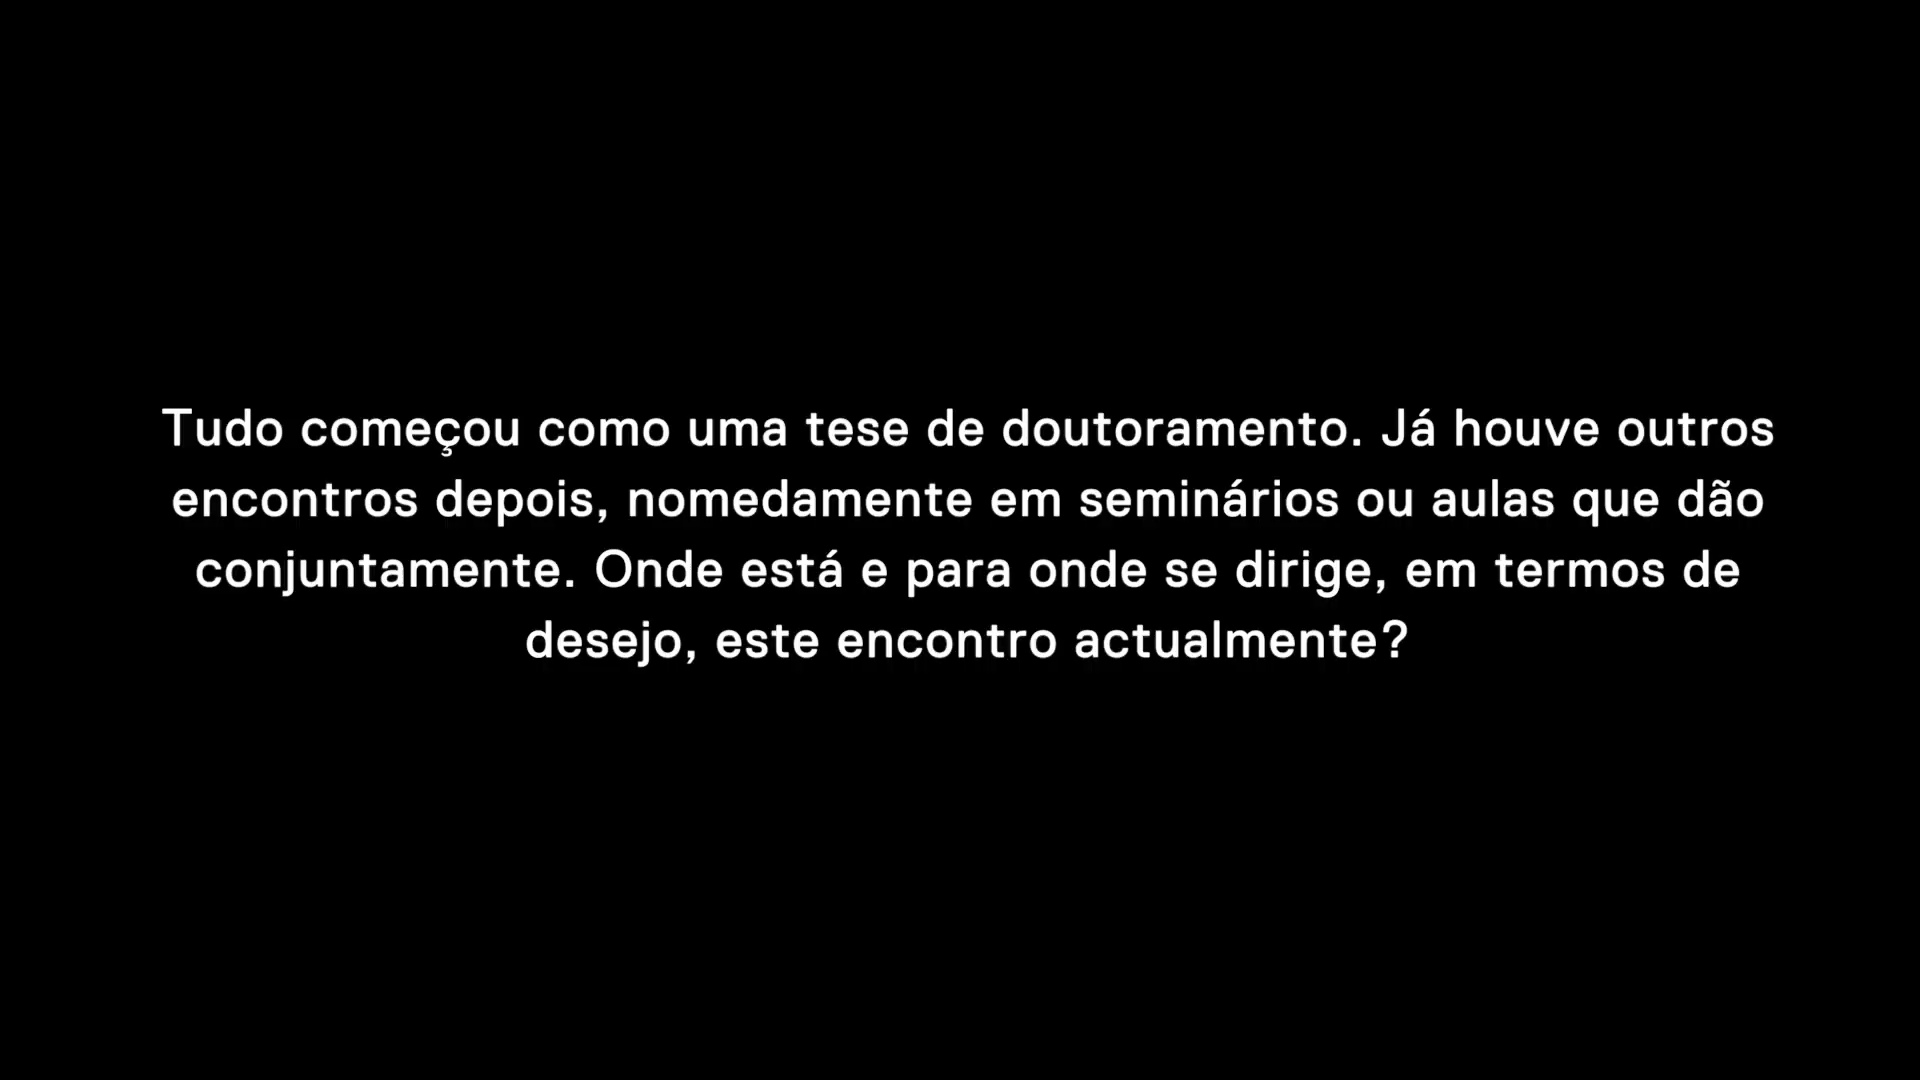 Tudo começou como uma tese de doutoramento. Já houve outros
encontros depois, nomedamente em seminários ou aulas que dão
conjuntamente. Onde está e para onde se dirige, em termos de
desejo, este encontro actualmente?